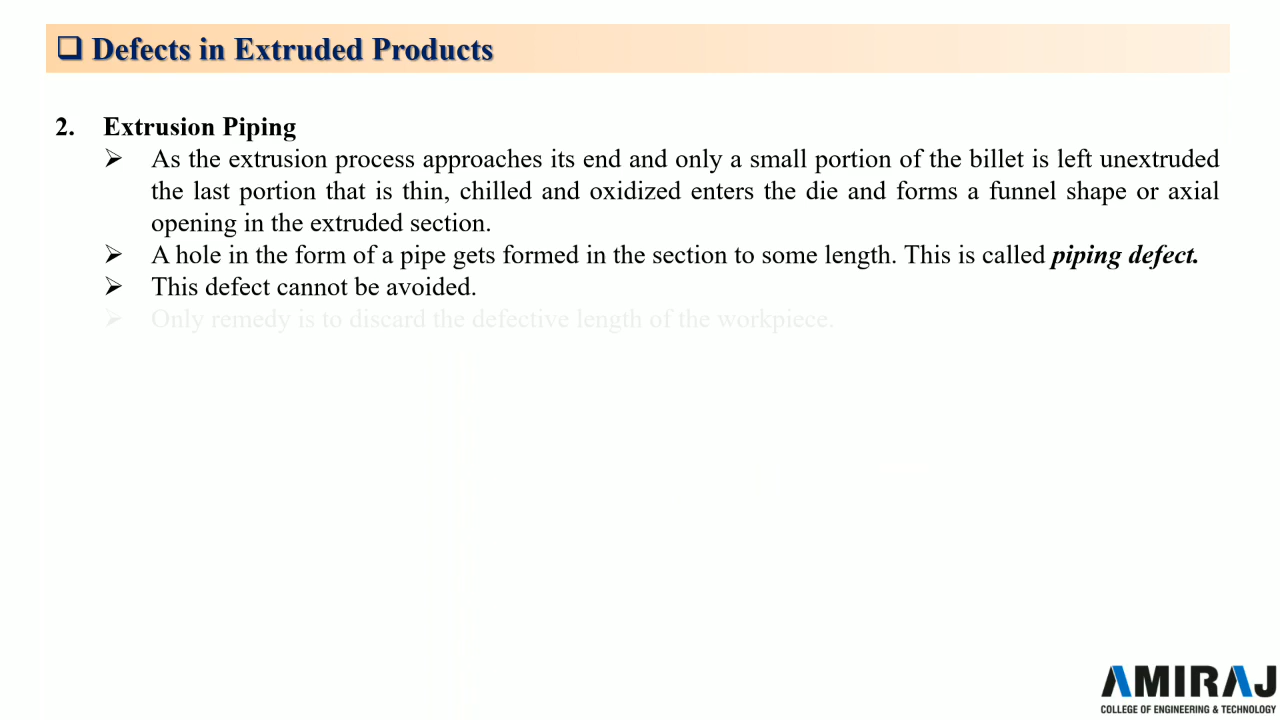 Defects in Extruded Products
2. Extrusion Piping
As the extrusion process approaches its end and only a small portion of the billet is left unextruded
the last portion that is thin, chilled and oxidized enters the die and forms a funnel shape or axial
opening in the extruded section.
A hole in the form of a pipe gets formed in the section to some length. This is called piping defect.
This defect cannot be avoided.
Only remedy is to discard the defective length of the workpiece.
AMIRAJ
COLLEGE OF ENGINEERING & TECHNOLOGY